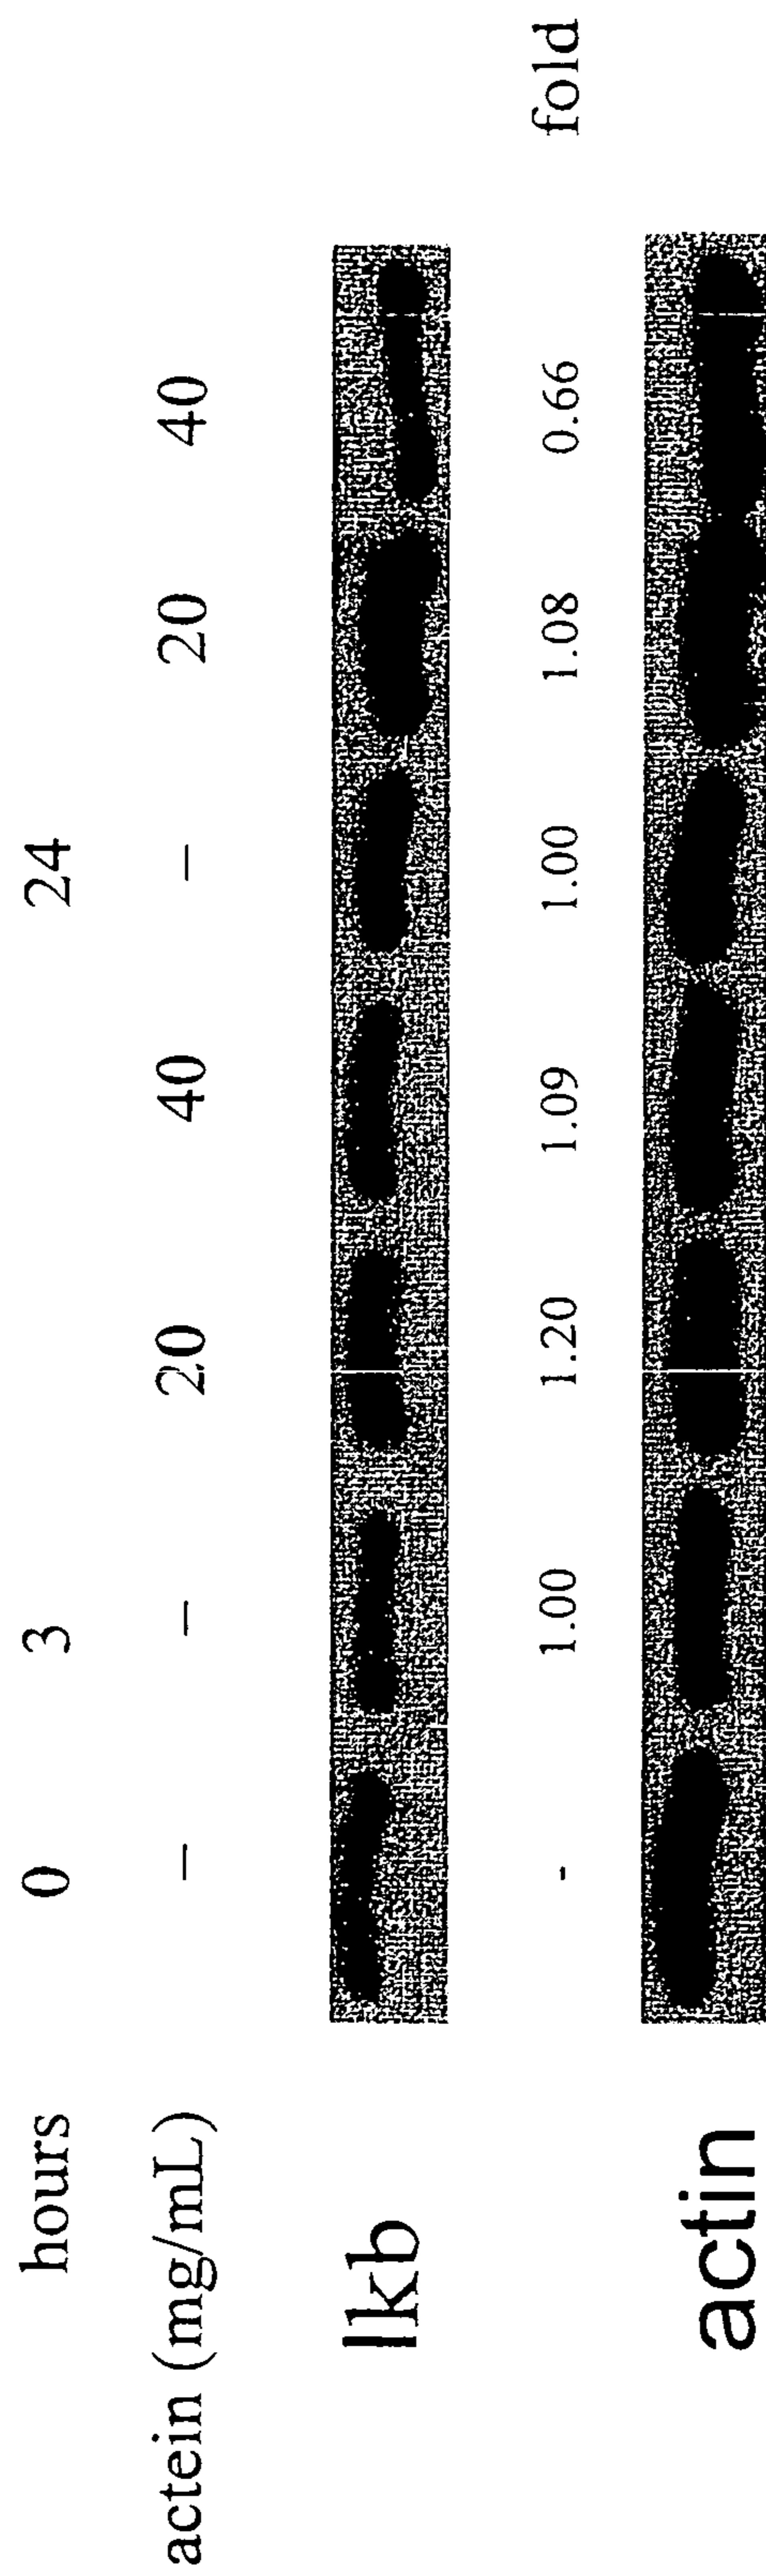 hours 0 3 24
actein (mg/mL) – – 20 40 – 20 40
Ikb
- 1.00 1.20 1.09 1.00 1.08 0.66 fold
actin